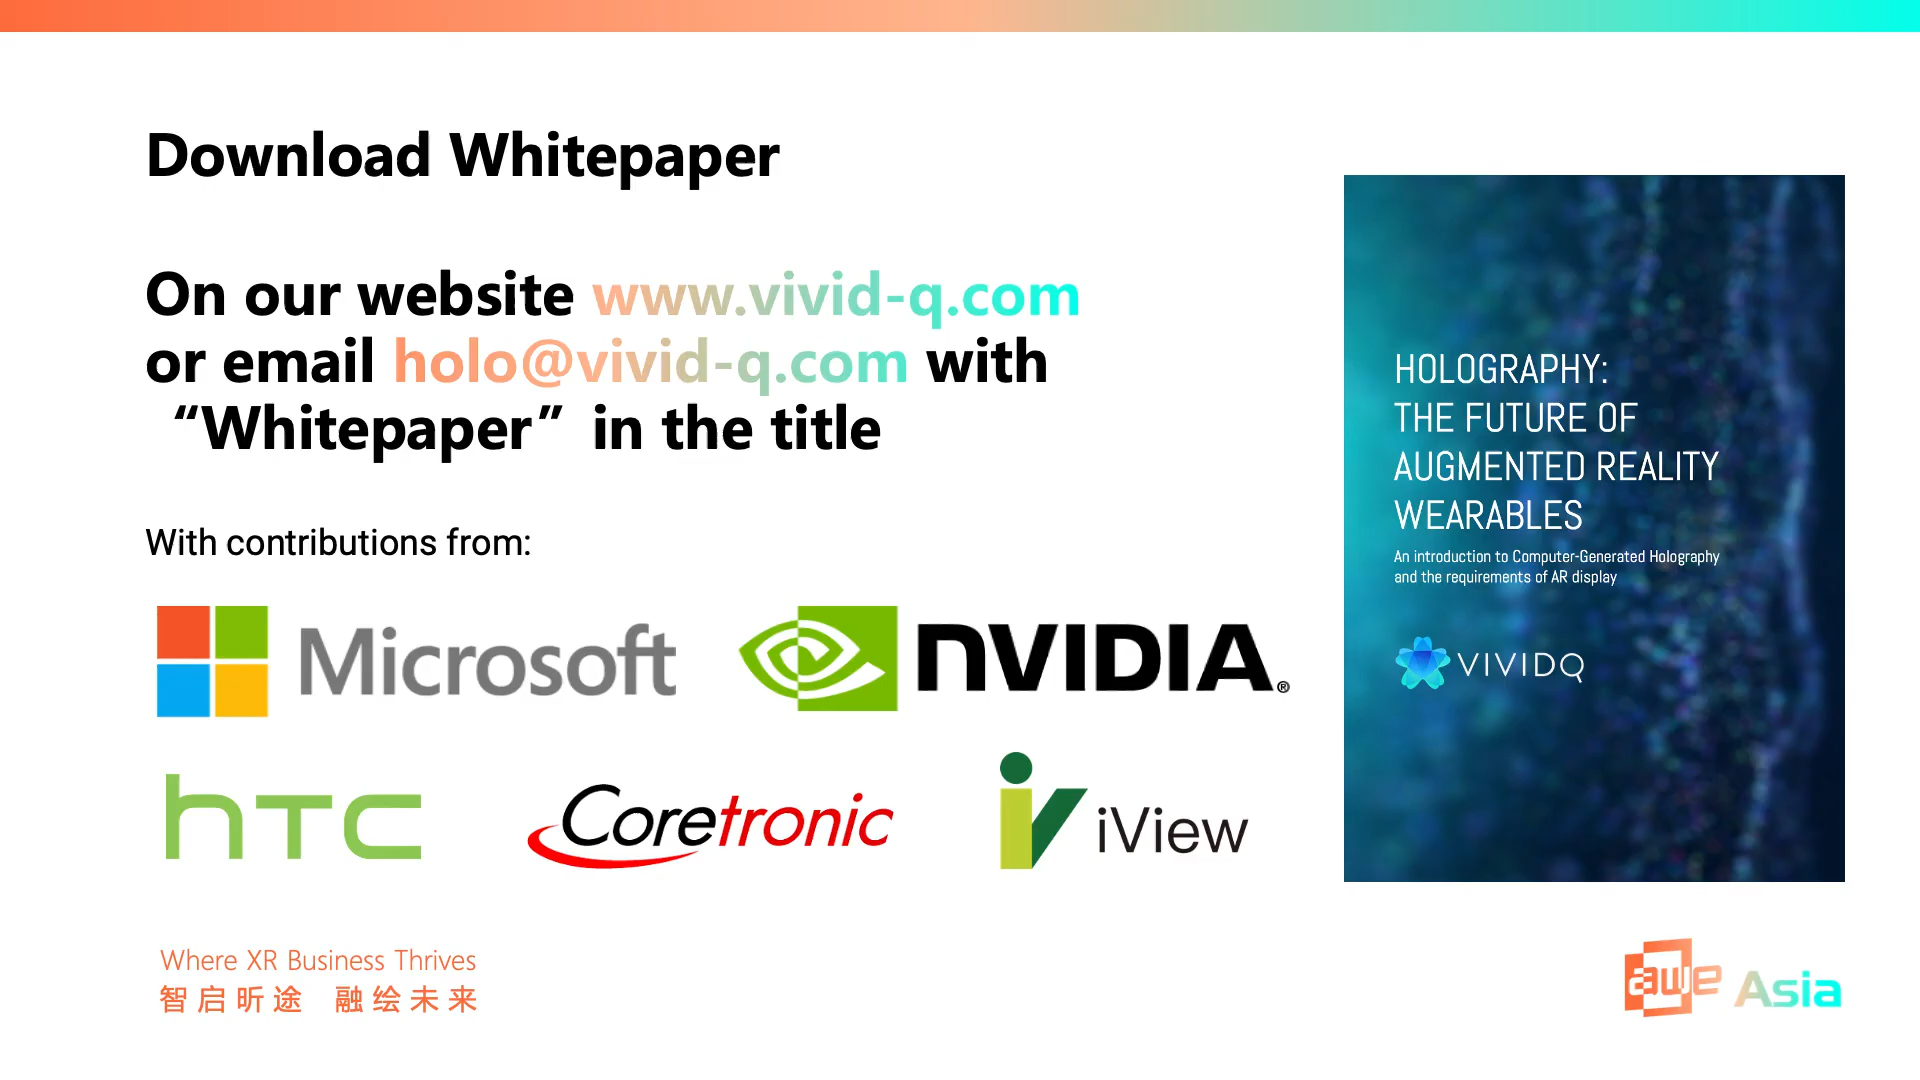 Download Whitepaper
On our website www.vivid-q.com
or email holo@vivid-q.com with
“Whitepaper” in the title
With contributions from:
Microsoft
NVIDIA®
hTC
Coretronic
iView
HOLOGRAPHY:
THE FUTURE OF
AUGMENTED REALITY
WEARABLES
An introduction to Computer-Generated Holography
and the requirements of AR display
VIVIDQ
Where XR Business Thrives
智启昕途 融绘未来
awe Asia